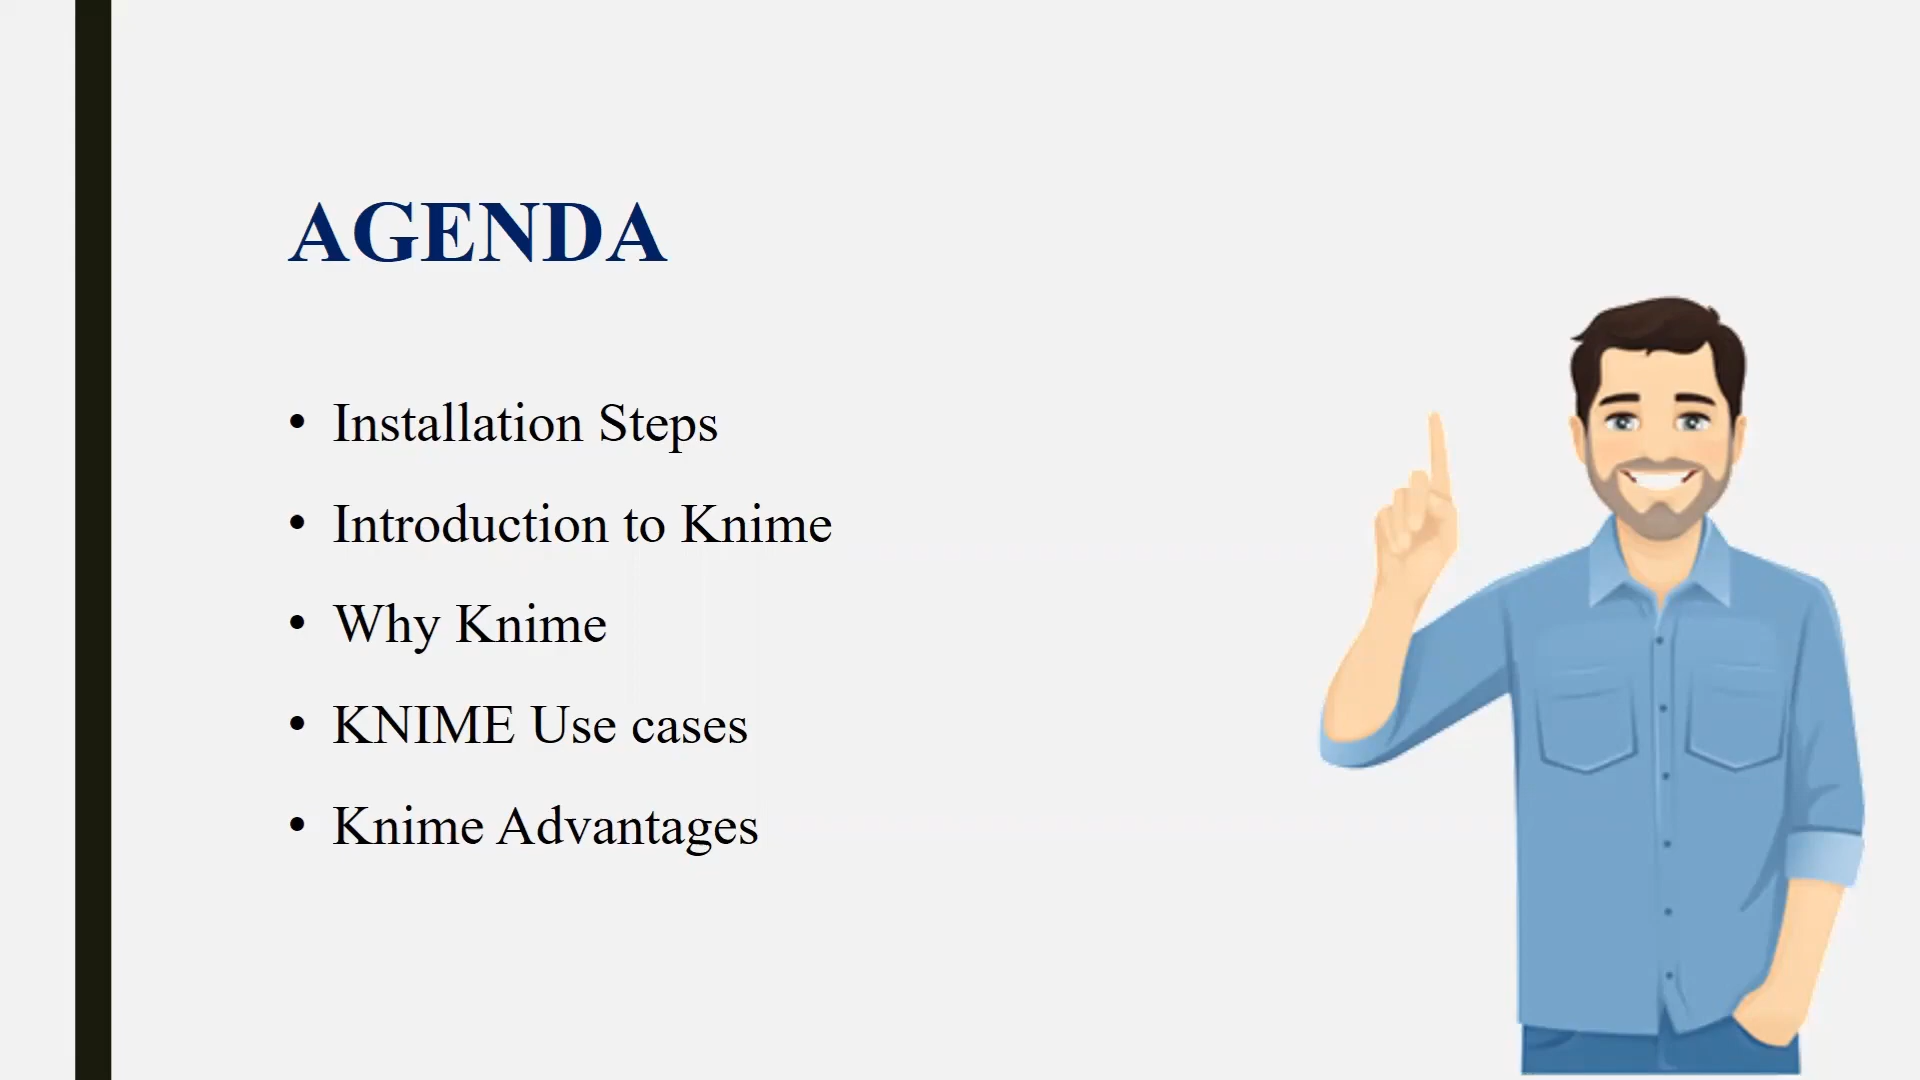 AGENDA
• Installation Steps
• Introduction to Knime
• Why Knime
• KNIME Use cases
• Knime Advantages